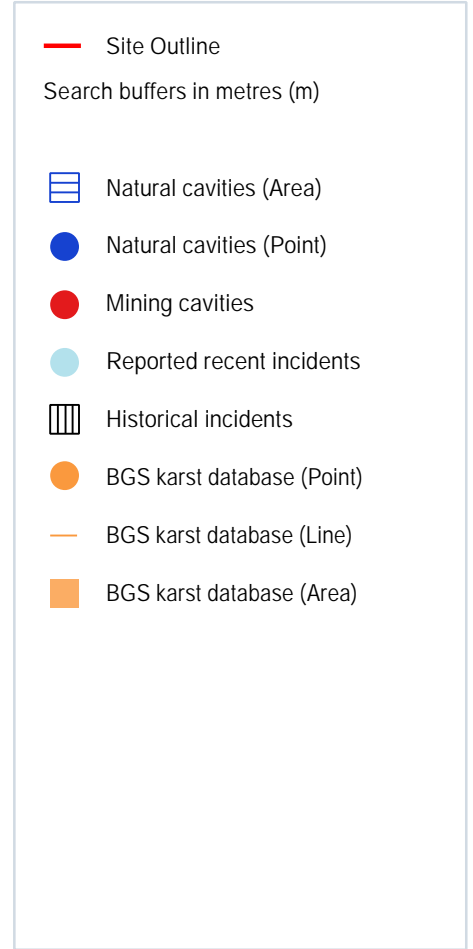 Site Outline
Search buffers in metres (m)
Natural cavities (Area)
Natural cavities (Point)
Mining cavities
Reported recent incidents
Historical incidents
BGS karst database (Point)
BGS karst database (Line)
BGS karst database (Area)